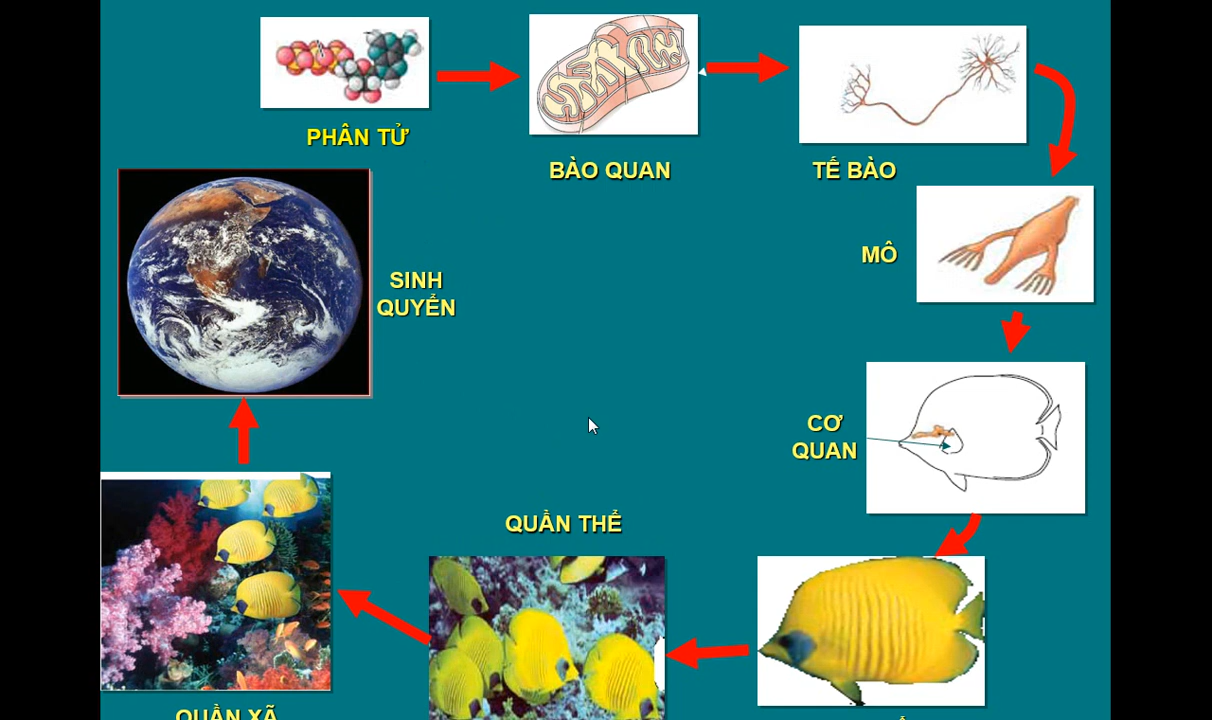 PHÂN TỬ
BÀO QUAN
TẾ BÀO
MÔ
SINH
QUYỂN
CƠ
QUAN
QUẦN THỂ
QUẦN XÃ